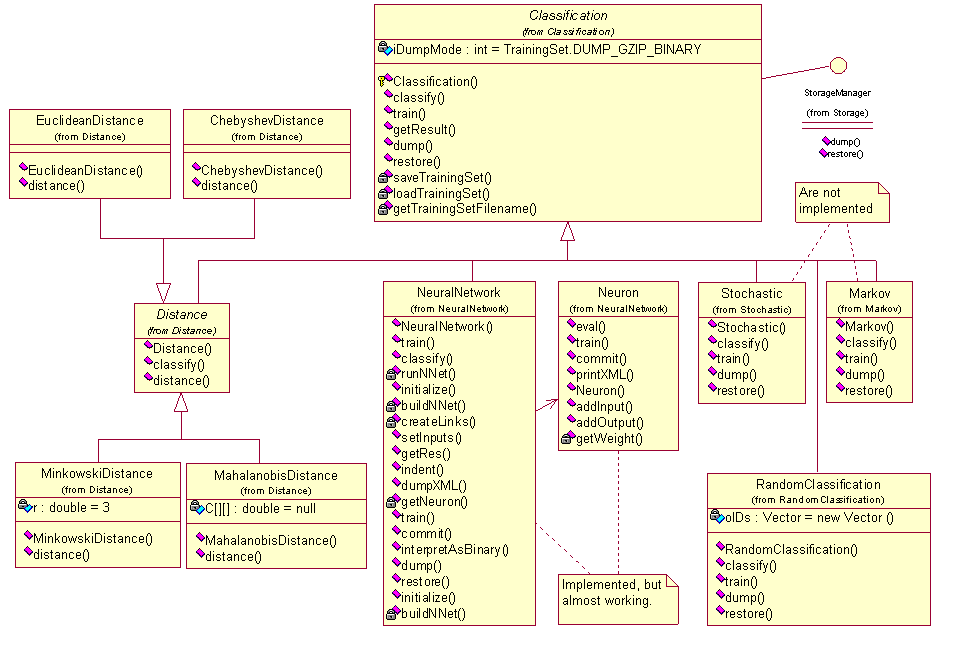 Classification
(from Classification)
iDumpMode : int = TrainingSet.DUMP_GZIP_BINARY
Classification()
classify()
train()
getResult()
dump()
restore()
saveTrainingSet()
loadTrainingSet()
getTrainingSetFilename()
StorageManager
(from Storage)
dump()
restore()
EuclideanDistance
(from Distance)
EuclideanDistance()
distance()
ChebyshevDistance
(from Distance)
ChebyshevDistance()
distance()
Are not
implemented
Distance
(from Distance)
Distance()
classify()
distance()
NeuralNetwork
(from NeuralNetwork)
NeuralNetwork()
train()
classify()
runNNet()
initialize()
buildNNet()
createLinks()
setInputs()
getRes()
indent()
dumpXML()
getNeuron()
train()
commit()
interpretAsBinary()
dump()
restore()
initialize()
buildNNet()
Neuron
(from NeuralNetwork)
eval()
train()
commit()
printXML()
Neuron()
addInput()
addOutput()
getWeight()
Stochastic
(from Stochastic)
Stochastic()
classify()
train()
dump()
restore()
Markov
(from Markov)
Markov()
classify()
train()
dump()
restore()
MinkowskiDistance
(from Distance)
r : double = 3
MinkowskiDistance()
distance()
MahalanobisDistance
(from Distance)
C[][] : double = null
MahalanobisDistance()
distance()
Implemented, but
almost working.
RandomClassification
(from RandomClassification)
oIDs : Vector = new Vector ()
RandomClassification()
classify()
train()
dump()
restore()